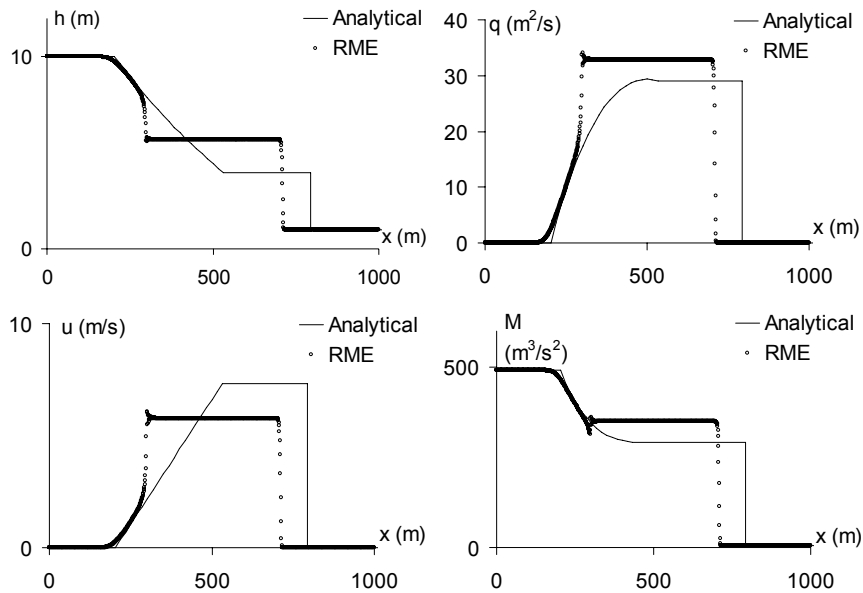 h (m)
Analytical
RME
10
0
x (m)
0
500
1000
q (m²/s)
Analytical
RME
40
30
20
10
0
x (m)
0
500
1000
10
u (m/s)
Analytical
RME
0
x (m)
0
500
1000
M
(m³/s²)
Analytical
RME
500
0
x (m)
0
500
1000